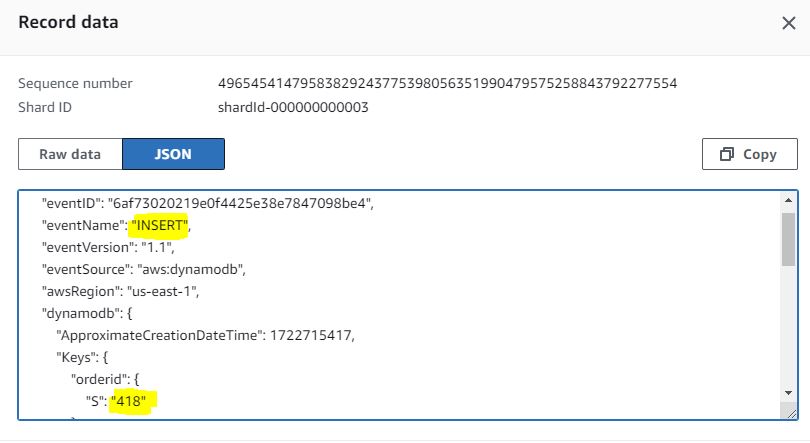 Record data
Sequence number 49654541479583829243775398056351990479575258843792277554
Shard ID shardId-000000000003
Raw data JSON Copy
"eventID": "6af73020219e0f4425e38e7847098be4",
"eventName": "INSERT",
"eventVersion": "1.1",
"eventSource": "aws:dynamodb",
"awsRegion": "us-east-1",
"dynamodb": {
"ApproximateCreationDateTime": 1722715417,
"Keys": {
"orderid": {
"S": "418"